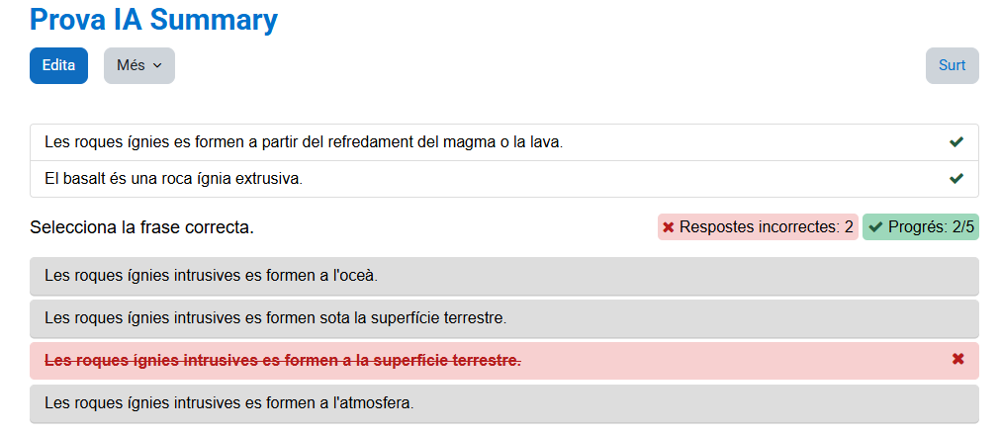 Prova IA Summary
Edita
Més
Surt
Les roques ígnies es formen a partir del refredament del magma o la lava.
El basalt és una roca ígnia extrusiva.
Selecciona la frase correcta.
Respostes incorrectes: 2
Progrés: 2/5
Les roques ígnies intrusives es formen a l'oceà.
Les roques ígnies intrusives es formen sota la superfície terrestre.
Les roques ígnies intrusives es formen a la superfície terrestre.
Les roques ígnies intrusives es formen a l'atmosfera.